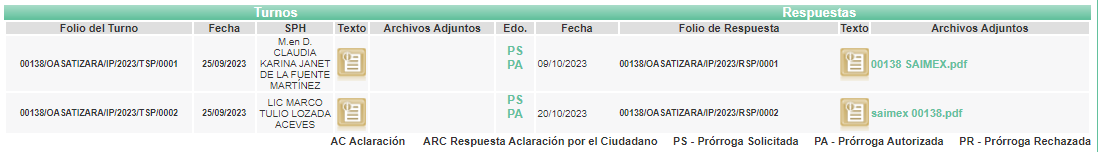 Turnos Respuestas
Folio del Turno Fecha SPH Texto Archivos Adjuntos Edo. Fecha Folio de Respuesta Texto Archivos Adjuntos
00138/OASATIZARA/IP/2023/TSP/0001 25/09/2023 M.en D.
CLAUDIA
KARINA JANET
DE LA FUENTE
MARTÍNEZ
PS
PA
09/10/2023 00138/OASATIZARA/IP/2023/RSP/0001 00138 SAIMEX.pdf
00138/OASATIZARA/IP/2023/TSP/0002 25/09/2023 LIC MARCO
TULIO LOZADA
ACEVES
PS
PA
20/10/2023 00138/OASATIZARA/IP/2023/RSP/0002 saimex 00138.pdf
AC Aclaración ARC Respuesta Aclaración por el Ciudadano PS - Prórroga Solicitada PA - Prórroga Autorizada PR - Prórroga Rechazada